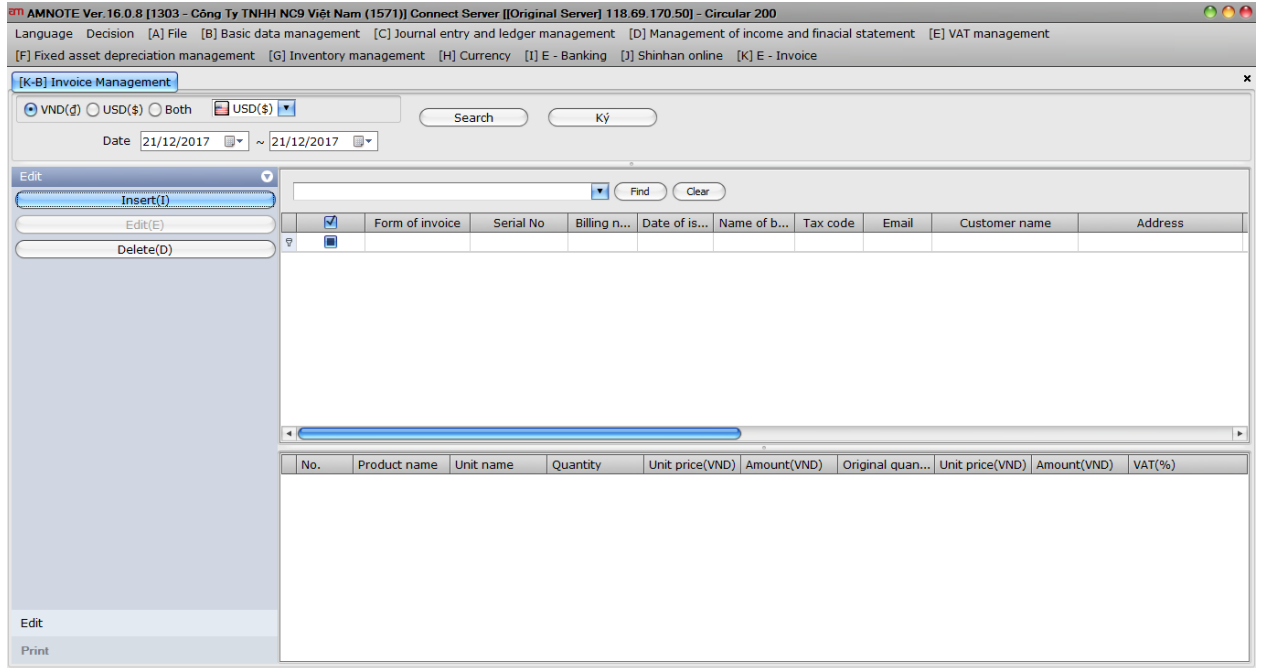 am AMNOTE Ver.16.0.8 [1303 - Công Ty TNHH NC9 Việt Nam (1571)] Connect Server [[Original Server] 118.69.170.50] - Circular 200
Language Decision [A] File [B] Basic data management [C] Journal entry and ledger management [D] Management of income and finacial statement [E] VAT management
[F] Fixed asset depreciation management [G] Inventory management [H] Currency [I] E - Banking [J] Shinhan online [K] E - Invoice
[K-B] Invoice Management
VND(₫) USD($) Both USD($) Search Ký
Date 21/12/2017 ~ 21/12/2017
Edit
Insert(I)
Edit(E)
Delete(D)
Find Clear
Form of invoice Serial No Billing n... Date of is... Name of b... Tax code Email Customer name Address
No. Product name Unit name Quantity Unit price(VND) Amount(VND) Original quan... Unit price(VND) Amount(VND) VAT(%)
Edit
Print